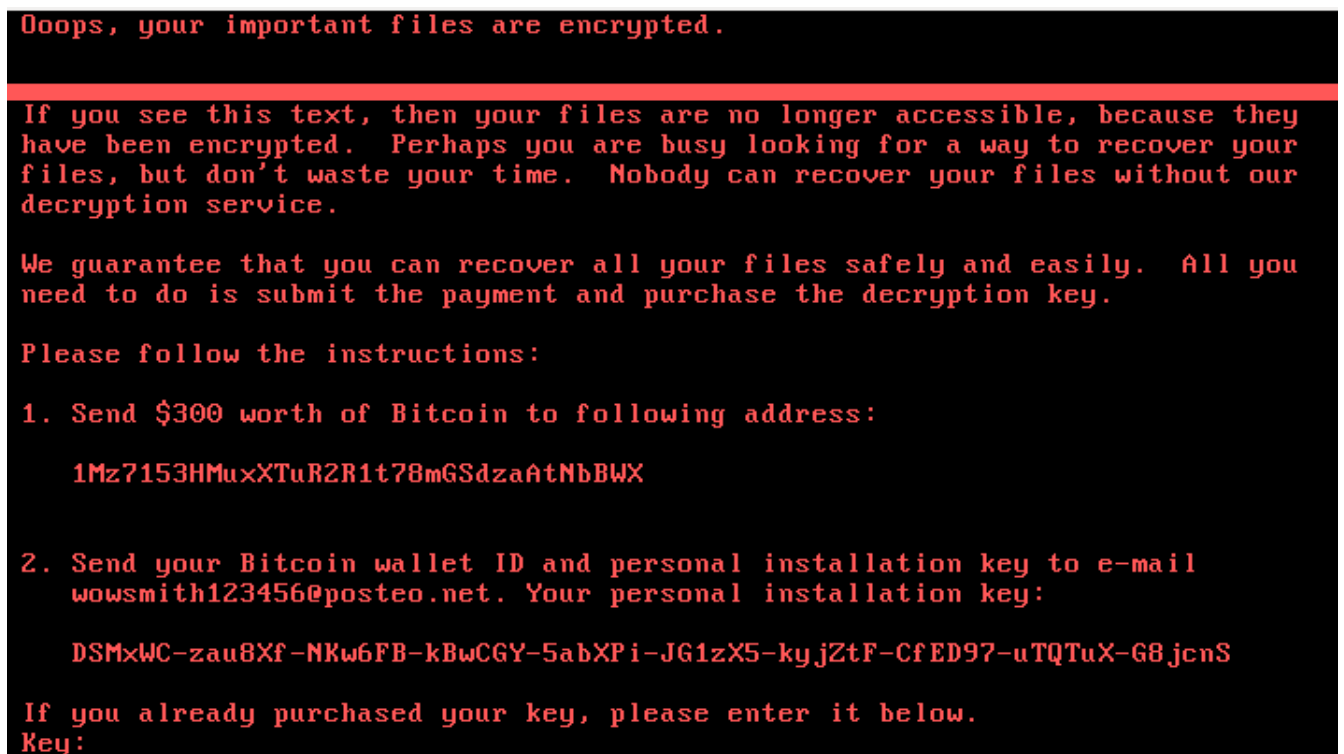 Ooops, your important files are encrypted.
If you see this text, then your files are no longer accessible, because they
have been encrypted.  Perhaps you are busy looking for a way to recover your
files, but don't waste your time.  Nobody can recover your files without our
decryption service.
We guarantee that you can recover all your files safely and easily.  All you
need to do is submit the payment and purchase the decryption key.
Please follow the instructions:
1. Send $300 worth of Bitcoin to following address:
1Mz7153HMuxXTuR2R1t78mGSdzaAtNbBWX
2. Send your Bitcoin wallet ID and personal installation key to e-mail
wowsmith123456@posteo.net. Your personal installation key:
DSMxWC-zau8Xf-NKw6FB-kBwCGY-5abXPi-JG1zX5-kyjZtF-CfED97-uTQTuX-G8jcnS
If you already purchased your key, please enter it below.
Key: